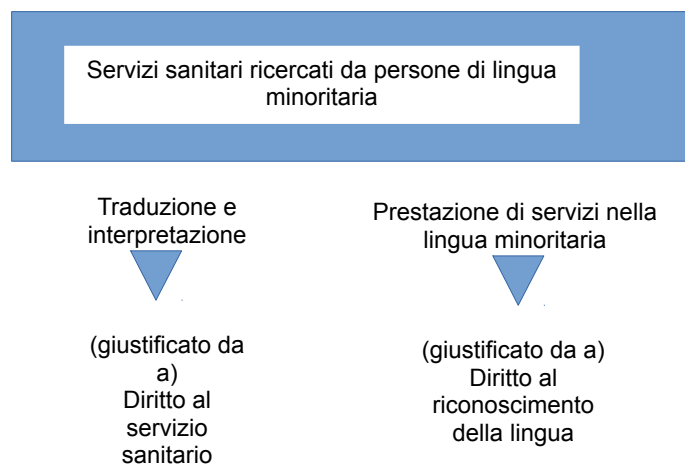 Servizi sanitari ricercati da persone di lingua
minoritaria
Traduzione e
interpretazione
Prestazione di servizi nella
lingua minoritaria
(giustificato da
a)
Diritto al
servizio
sanitario
(giustificato da a)
Diritto al
riconoscimento
della lingua